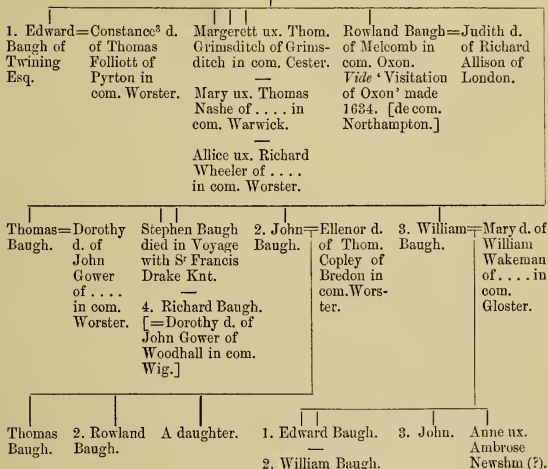 1. Edward=Constance³ d.
Baugh of of Thomas
Twining Folliott of
Esq. Pyrton in
com. Worster.
Margerett ux. Thom.
Grimsditch of Grims-
ditch in com. Cester.
—
Mary ux. Thomas
Nashe of .... in
com. Warwick.
—
Allice ux. Richard
Wheeler of ....
in com. Worster.
Rowland Baugh=Judith d.
of Melcomb in of Richard
com. Oxon. Allison of
Vide ‘Visitation London.
of Oxon’ made
1634. [de com.
Northampton.]
Thomas=Dorothy
Baugh. d. of
John
Gower
of ....
in com.
Worster.
Stephen Baugh
died in Voyage
with Sr Francis
Drake Knt.
—
4. Richard Baugh.
[=Dorothy d. of
John Gower of
Woodhall in com.
Wig.]
2. John=Ellenor d.
Baugh. of Thom.
Copley of
Bredon in
com.Wors-
ter.
3. William=Mary d. of
Baugh. William
Wakeman
of .... in
com.
Gloster.
Thomas
Baugh.
2. Rowland
Baugh.
A daughter.
1. Edward Baugh.
—
2. William Baugh.
3. John.
Anne ux.
Ambrose
Newshm (?).